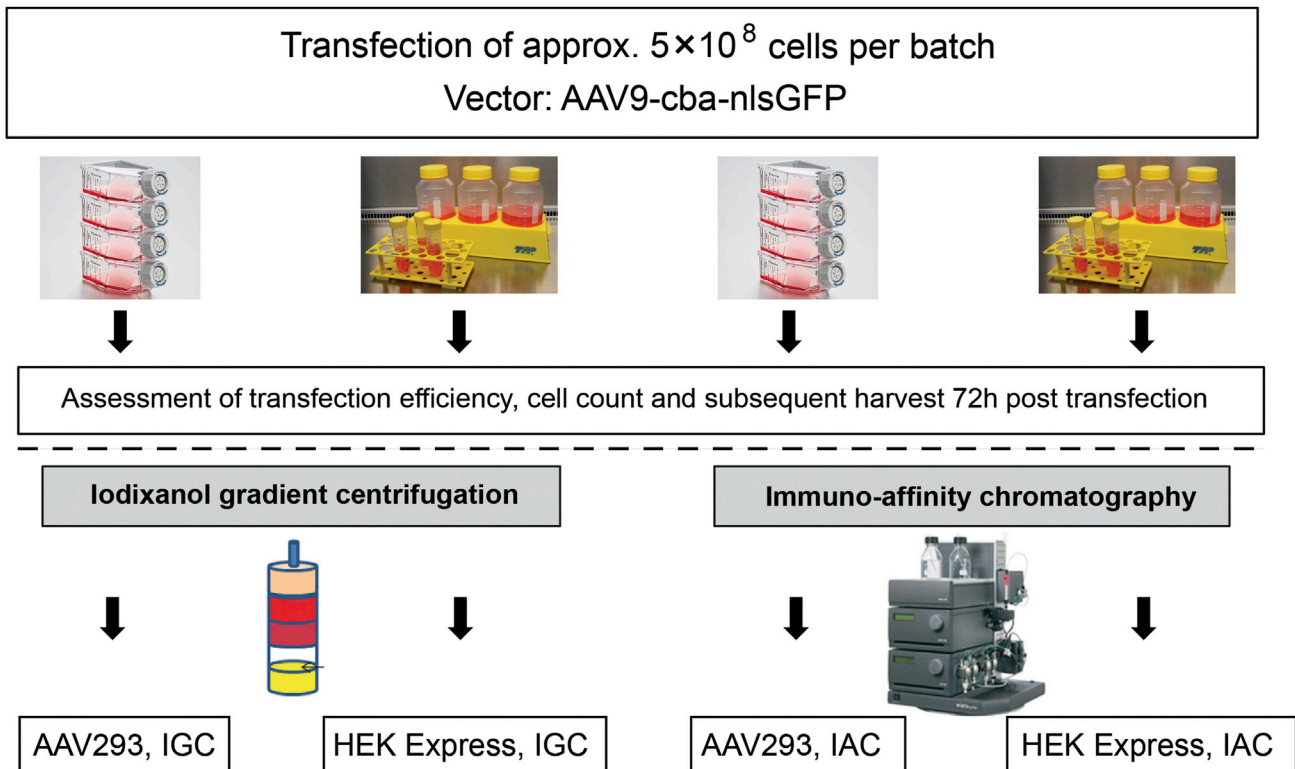 Transfection of approx. 5×10⁸ cells per batch
Vector: AAV9-cba-nlsGFP
TPP
Assessment of transfection efficiency, cell count and subsequent harvest 72h post transfection
Iodixanol gradient centrifugation
Immuno-affinity chromatography
AAV293, IGC
HEK Express, IGC
AAV293, IAC
HEK Express, IAC